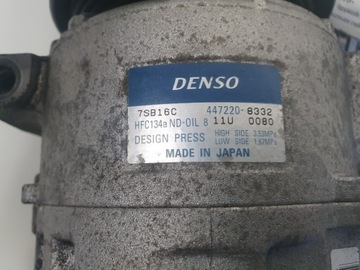 DENSO
7SB16C 447220-8332
HFC134a ND-OIL 8 11U 0080
DESIGN PRESS HIGH SIDE 3.53MPa
LOW SIDE 1.67MPa
MADE IN JAPAN